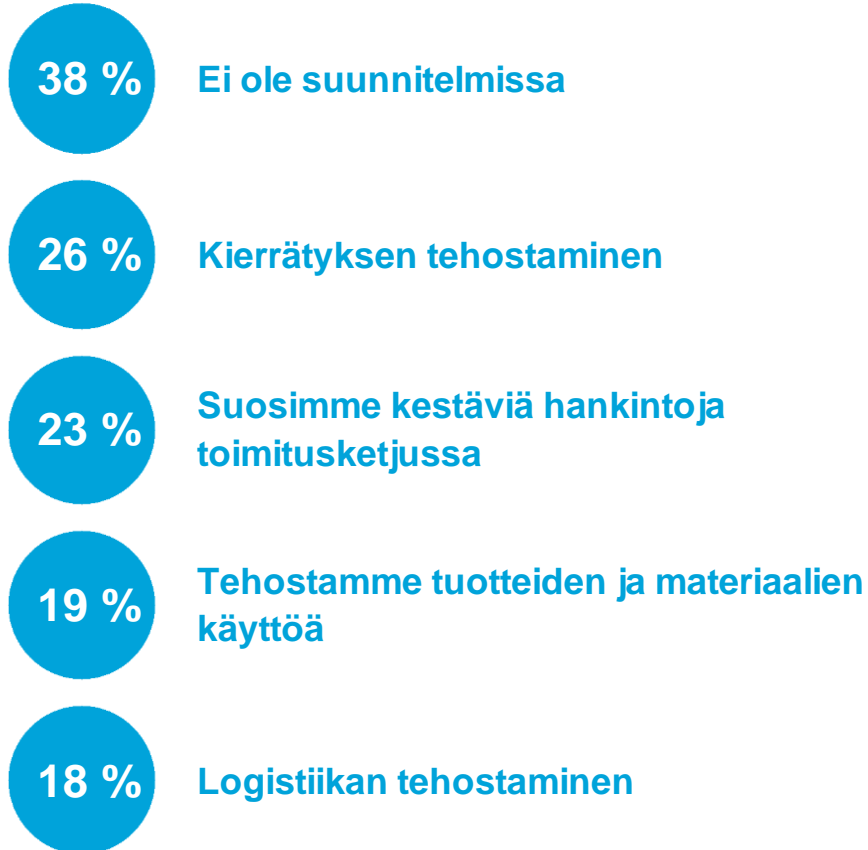 38 %
Ei ole suunnitelmissa
26 %
Kierrätyksen tehostaminen
23 %
Suosimme kestäviä hankintoja
toimitusketjussa
19 %
Tehostamme tuotteiden ja materiaalien
käyttöä
18 %
Logistiikan tehostaminen